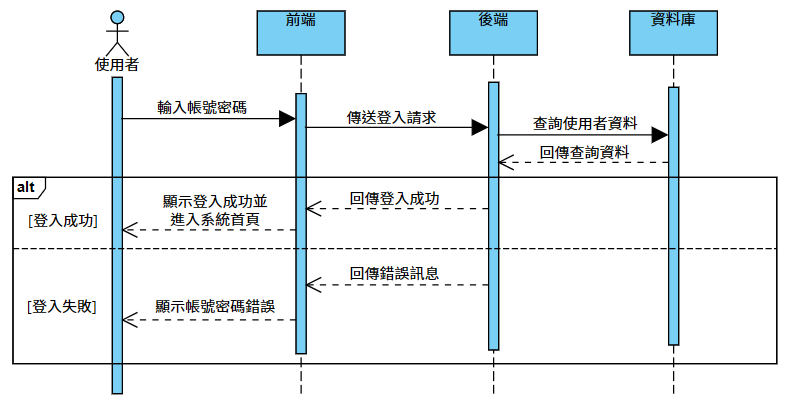 前端
後端
資料庫
使用者
輸入帳號密碼
傳送登入請求
查詢使用者資料
回傳查詢資料
alt
[登入成功]
回傳登入成功
顯示登入成功並
進入系統首頁
[登入失敗]
回傳錯誤訊息
顯示帳號密碼錯誤